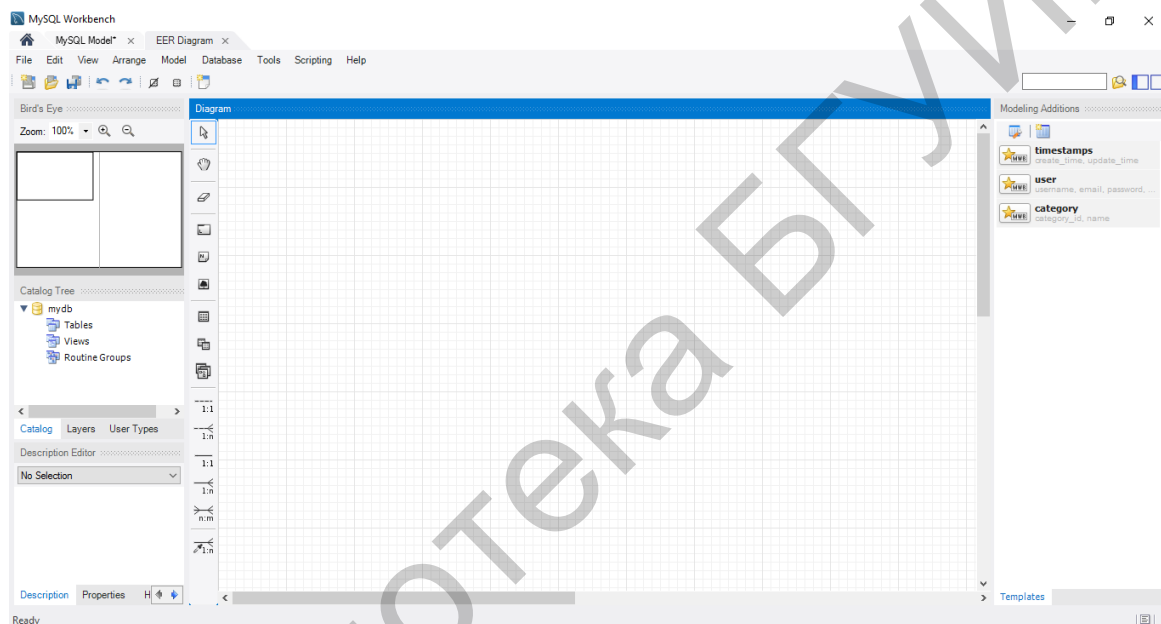 MySQL Workbench
MySQL Model* × EER Diagram ×
File Edit View Arrange Model Database Tools Scripting Help
Bird's Eye
Diagram
Modeling Additions
Zoom: 100%
timestamps
create_time, update_time
user
username, email, password, ...
category
category_id, name
Catalog Tree
mydb
Tables
Views
Routine Groups
1:1
1:n
1:1
1:n
n:m
1:n
Catalog Layers User Types
Description Editor
No Selection
Description Properties H
Templates
Ready
отека БГУИ